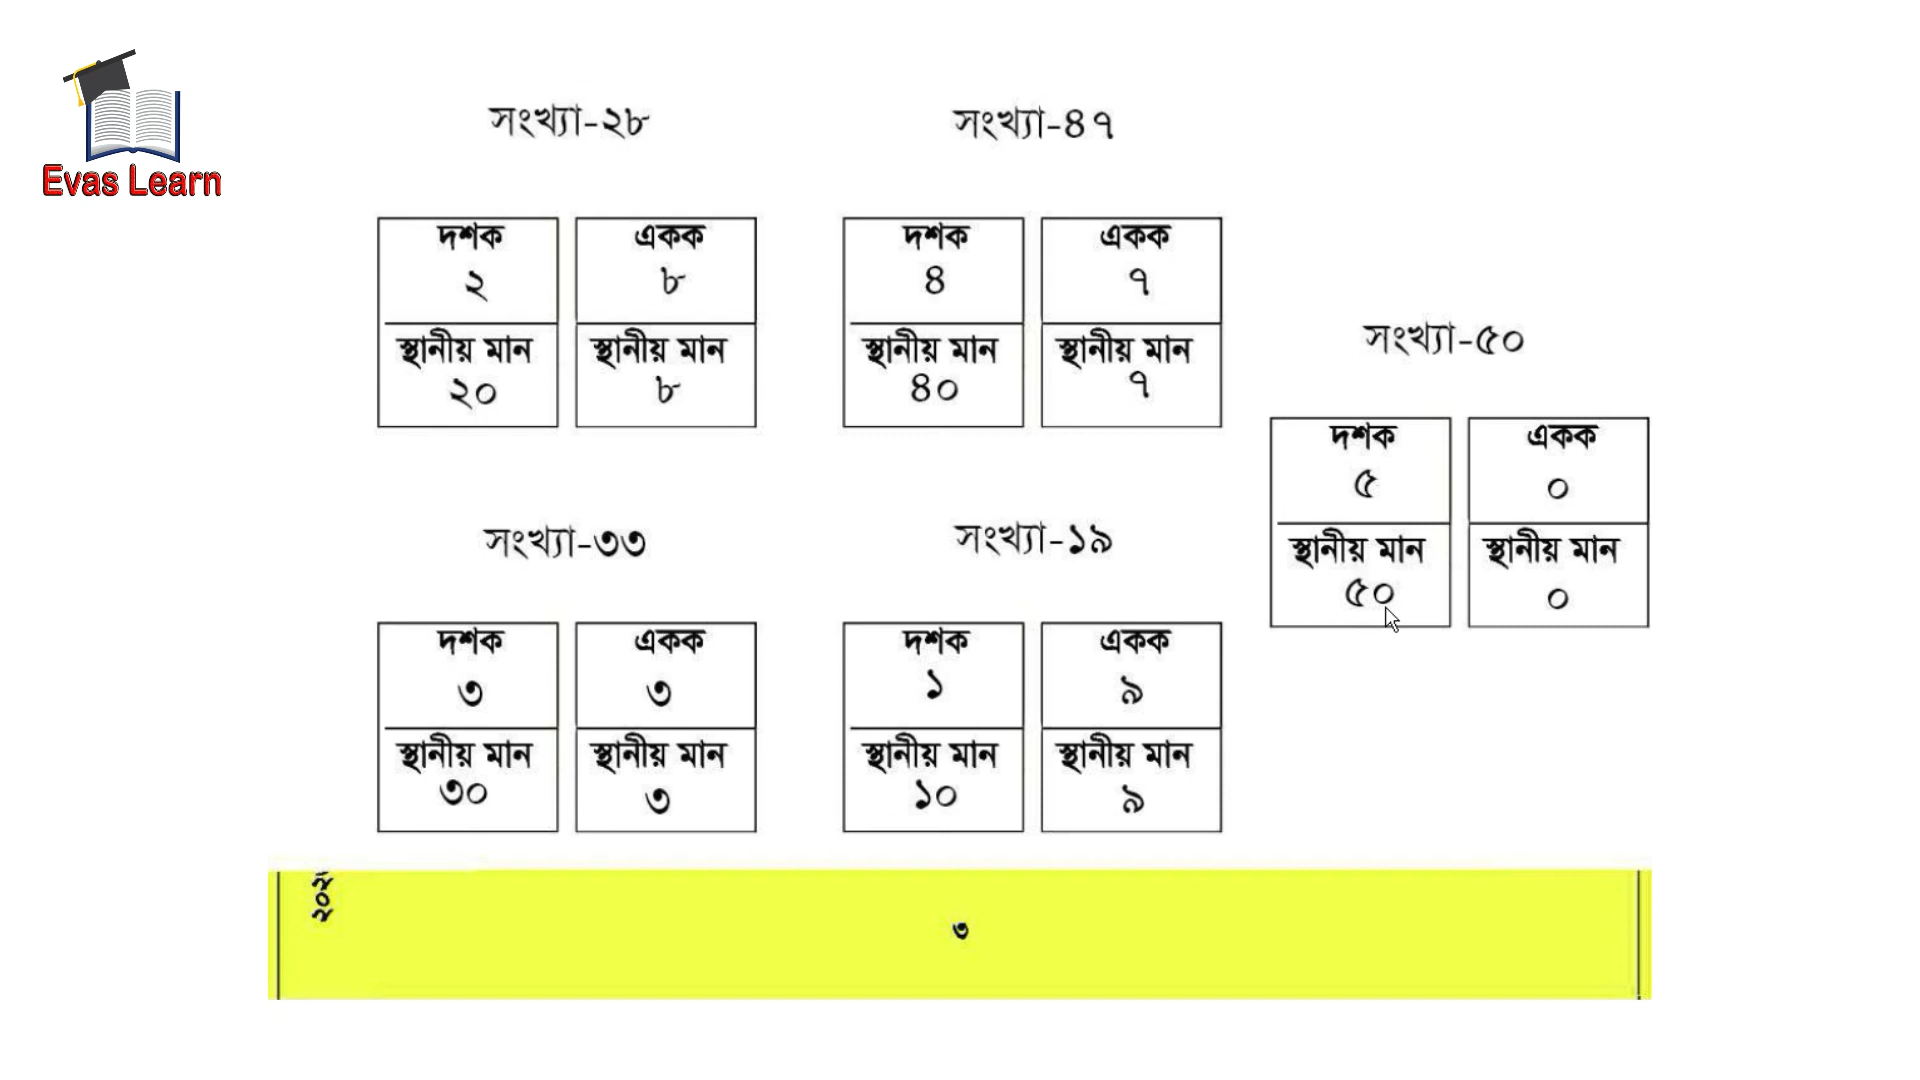 Evas Learn
সংখ্যা-২৮
দশক
২
স্থানীয় মান
২০
একক
৮
স্থানীয় মান
৮
সংখ্যা-৪৭
দশক
৪
স্থানীয় মান
৪০
একক
৭
স্থানীয় মান
৭
সংখ্যা-৫০
দশক
৫
স্থানীয় মান
৫০
একক
০
স্থানীয় মান
০
সংখ্যা-৩৩
দশক
৩
স্থানীয় মান
৩০
একক
৩
স্থানীয় মান
৩
সংখ্যা-১৯
দশক
১
স্থানীয় মান
১০
একক
৯
স্থানীয় মান
৯
৩